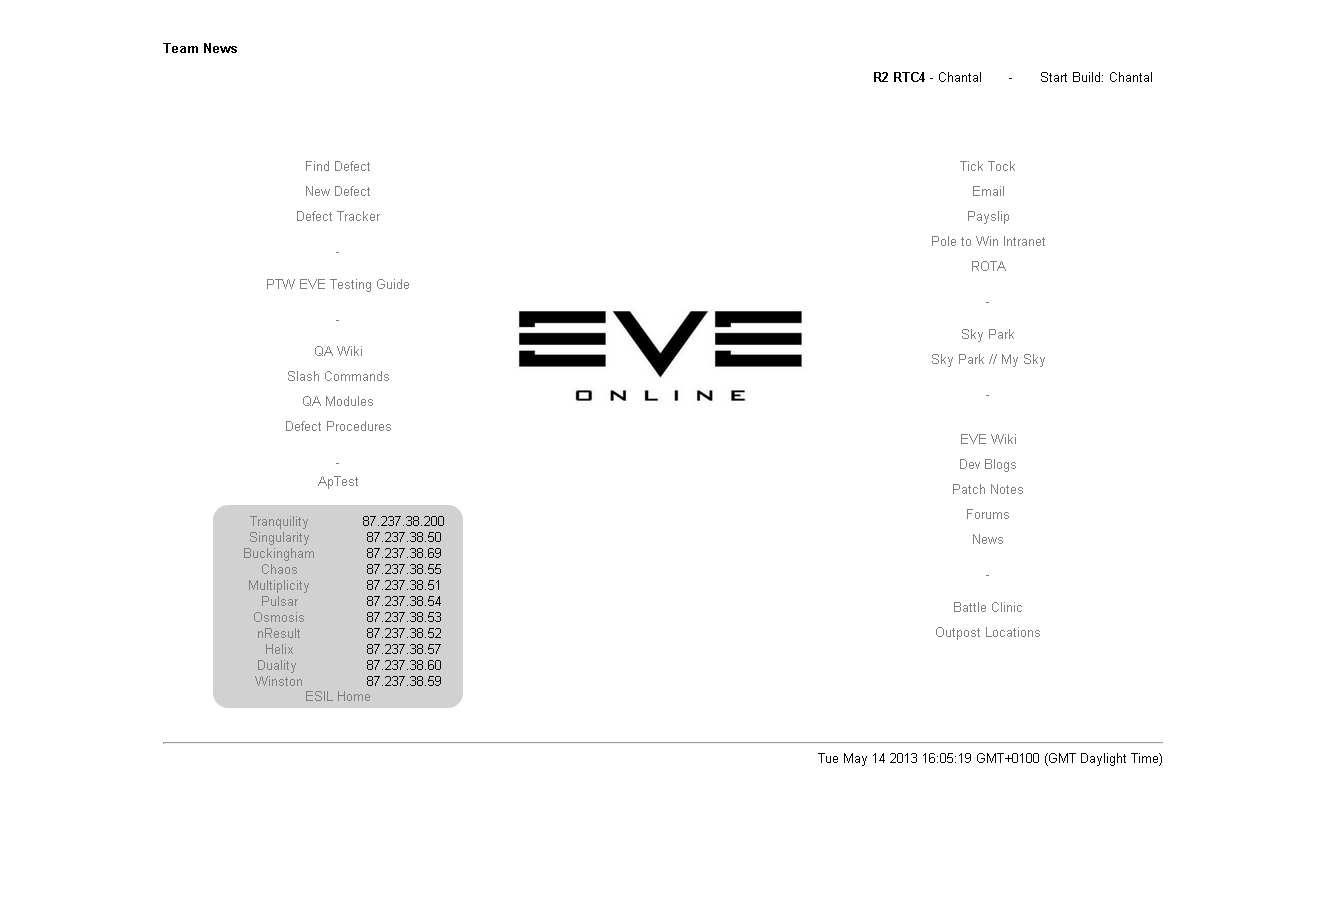 Team News
R2 RTC4 - Chantal - Start Build: Chantal
Find Defect
New Defect
Defect Tracker
-
PTW EVE Testing Guide
-
QA Wiki
Slash Commands
QA Modules
Defect Procedures
-
ApTest
Tranquility 87.237.38.200
Singularity 87.237.38.50
Buckingham 87.237.38.69
Chaos 87.237.38.55
Multiplicity 87.237.38.51
Pulsar 87.237.38.54
Osmosis 87.237.38.53
nResult 87.237.38.52
Helix 87.237.38.57
Duality 87.237.38.60
Winston 87.237.38.59
ESIL Home
EVE
ONLINE
Tick Tock
Email
Payslip
Pole to Win Intranet
ROTA
-
Sky Park
Sky Park // My Sky
-
EVE Wiki
Dev Blogs
Patch Notes
Forums
News
-
Battle Clinic
Outpost Locations
Tue May 14 2013 16:05:19 GMT+0100 (GMT Daylight Time)